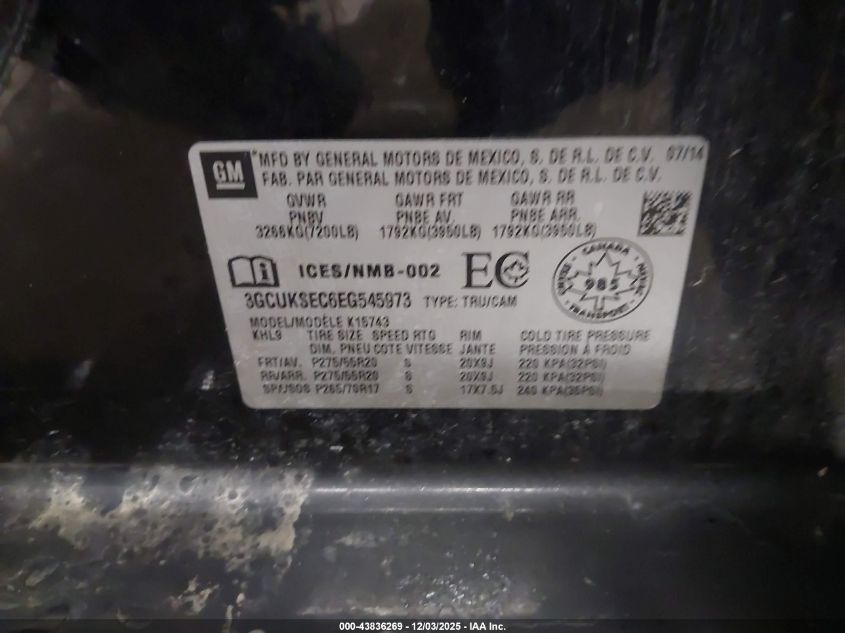 GM
*MFD BY GENERAL MOTORS DE MEXICO, S. DE R.L. DE C.V. 07/14
FAB. PAR GENERAL MOTORS DE MEXICO, S. DE R.L. DE C.V.
GVWR GAWR FRT GAWR RR
PNBV PNBE AV. PNBE ARR.
3266KG(7200LB) 1792KG(3950LB) 1792KG(3950LB)
ICES/NMB-002 EC
CANADA
985
TRANSPORT
3GCUKSEC6EG545973 TYPE: TRU/CAM
MODEL/MODÈLE K15743
KHL9 TIRE SIZE SPEED RTG RIM COLD TIRE PRESSURE
DIM. PNEU COTE VITESSE JANTE PRESSION A FROID
FRT/AV. P275/55R20 S 20X9J 220 KPA(32PSI)
RR/ARR. P275/55R20 S 20X9J 220 KPA(32PSI)
SP/SOS P265/70R17 S 17X7.5J 240 KPA(35PSI)
000-43836269 - 12/03/2025 - IAA Inc.